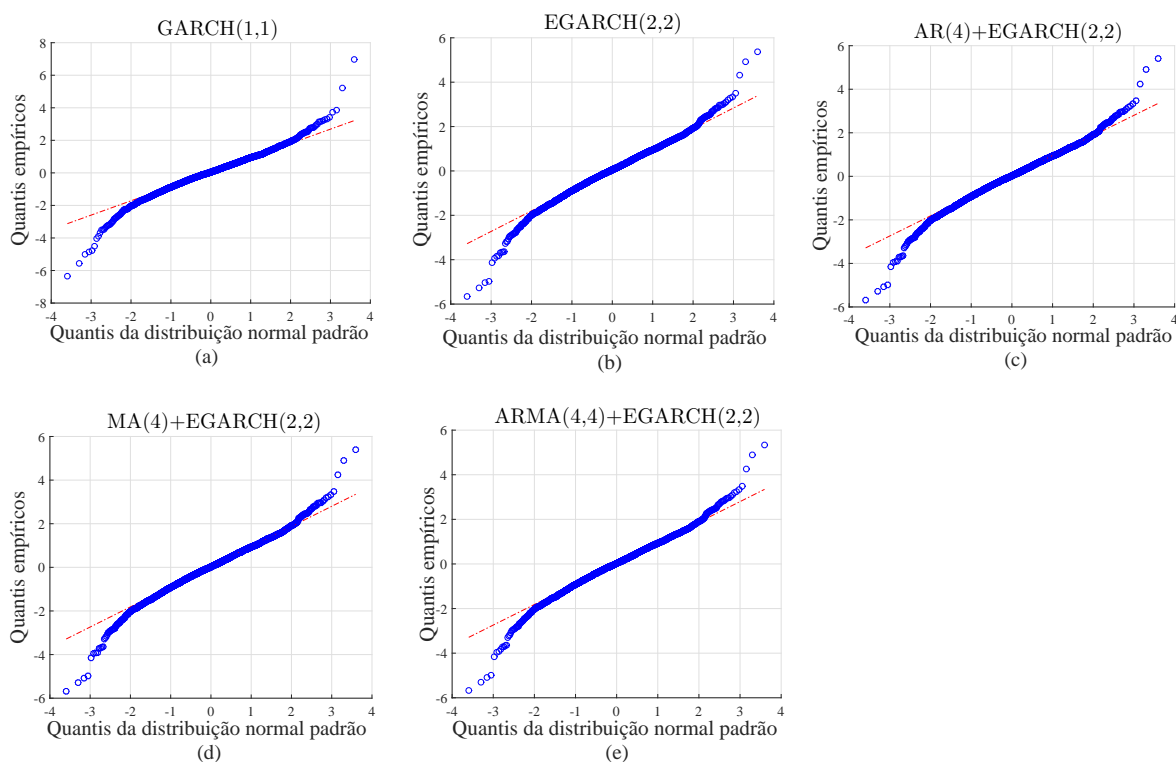 GARCH(1,1)
8
6
4
2
0
-2
-4
-6
-8
Quantis empíricos
-4 -3 -2 -1 0 1 2 3 4
Quantis da distribuição normal padrão
(a)
EGARCH(2,2)
6
4
2
0
-2
-4
-6
Quantis empíricos
-4 -3 -2 -1 0 1 2 3 4
Quantis da distribuição normal padrão
(b)
AR(4)+EGARCH(2,2)
6
4
2
0
-2
-4
-6
Quantis empíricos
-4 -3 -2 -1 0 1 2 3 4
Quantis da distribuição normal padrão
(c)
MA(4)+EGARCH(2,2)
6
4
2
0
-2
-4
-6
Quantis empíricos
-4 -3 -2 -1 0 1 2 3 4
Quantis da distribuição normal padrão
(d)
ARMA(4,4)+EGARCH(2,2)
6
4
2
0
-2
-4
-6
Quantis empíricos
-4 -3 -2 -1 0 1 2 3 4
Quantis da distribuição normal padrão
(e)